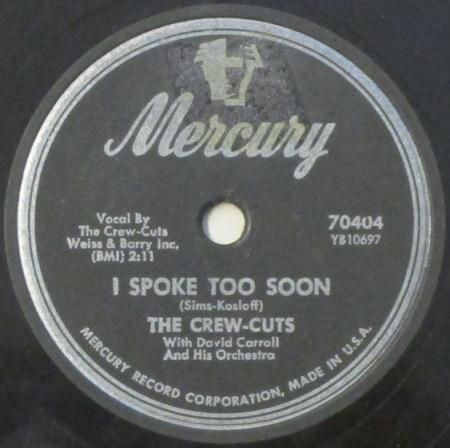 Mercury
Vocal By
The Crew-Cuts
Weiss & Barry Inc.
(BMI) 2:11
70404
YB10697
I SPOKE TOO SOON
(Sims-Kosloff)
THE CREW-CUTS
With David Carroll
And His Orchestra
MERCURY RECORD CORPORATION, MADE IN U.S.A.